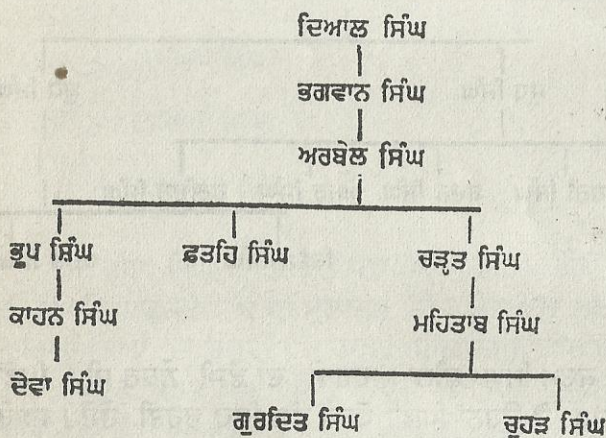 ਦਿਆਲ ਸਿੰਘ
ਭਗਵਾਨ ਸਿੰਘ
ਅਰਬੇਲ ਸਿੰਘ
ਭੂਪ ਸ਼ਿੰਘ ਫ਼ਤਹਿ ਸਿੰਘ ਚੜ੍ਹਤ ਸਿੰਘ
ਕਾਹਨ ਸਿੰਘ ਮਹਿਤਾਬ ਸਿੰਘ
ਦੇਵਾ ਸਿੰਘ
ਗੁਰਦਿਤ ਸਿੰਘ ਚੁਹੜ ਸਿੰਘ